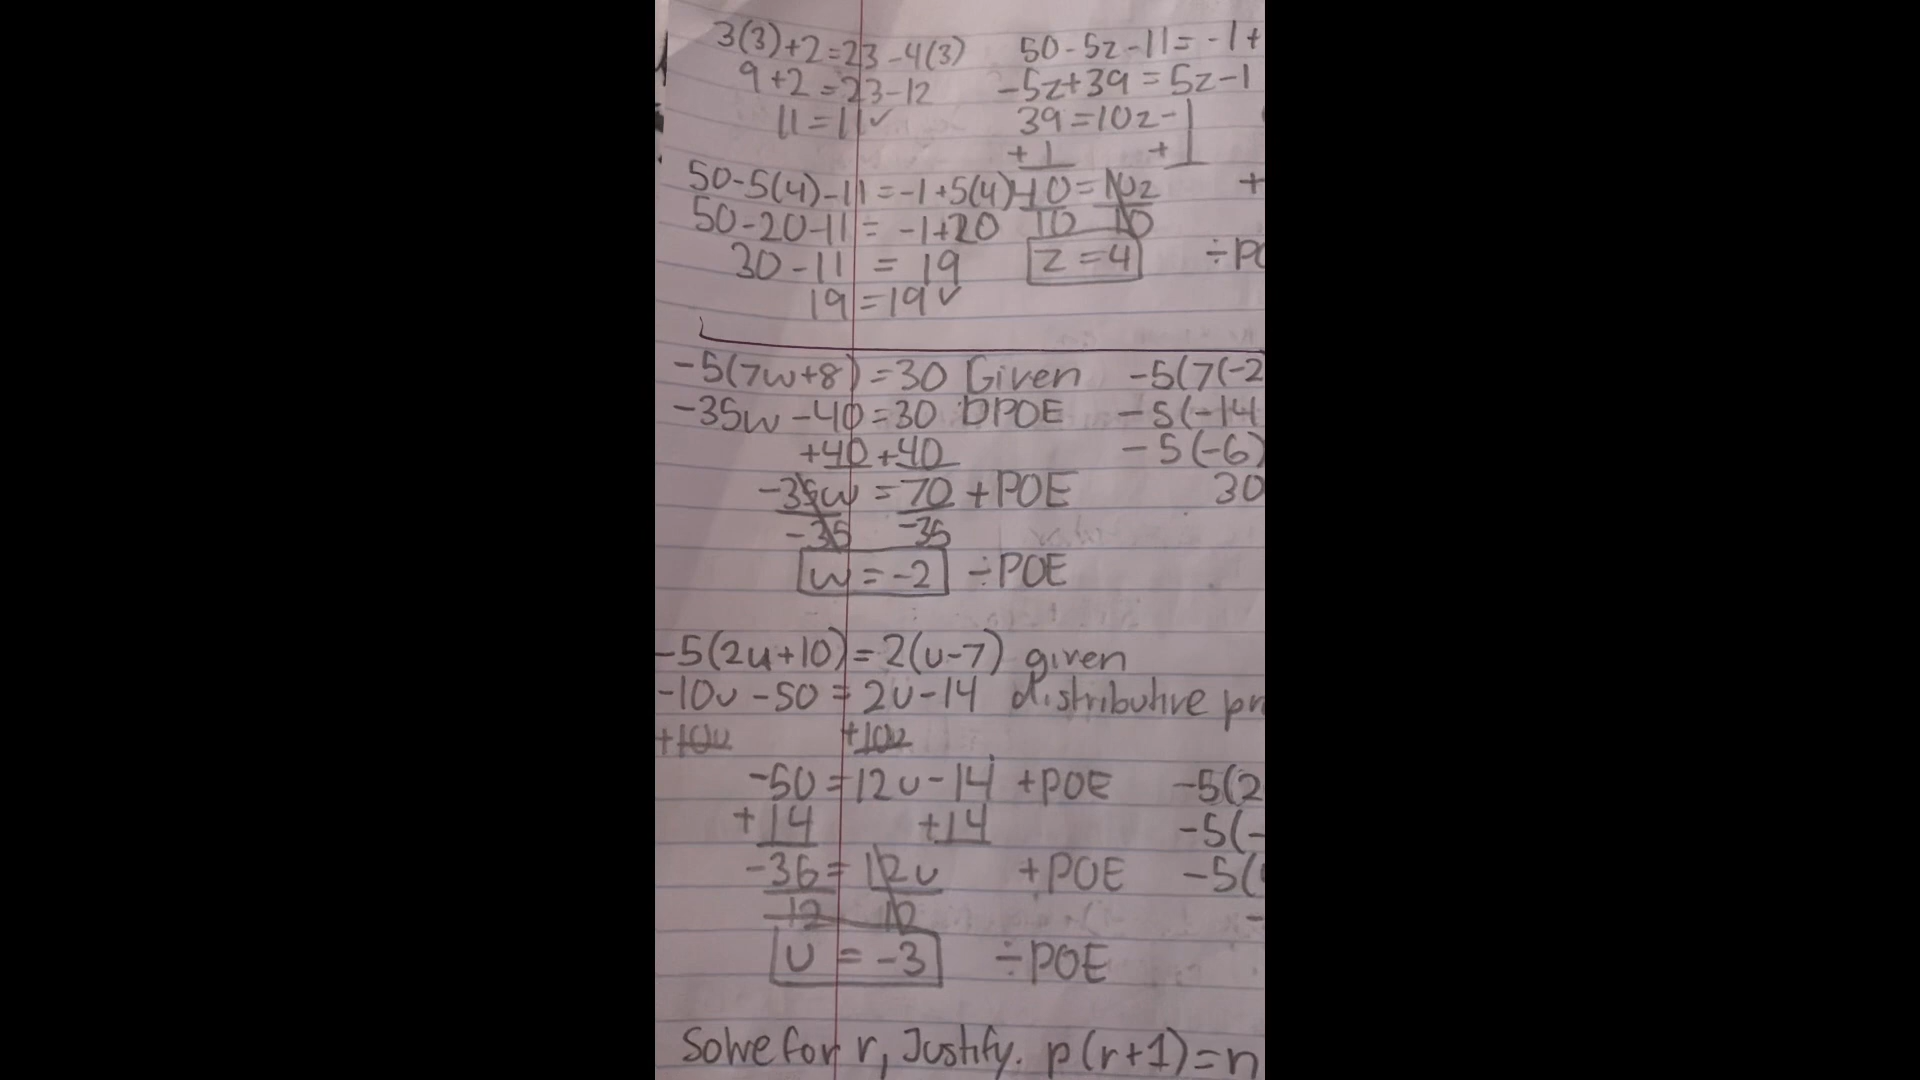 3(3)+2=23-4(3)
9+2=23-12
11=11✓
50-5z-11=-1+
-5z+39=5z-1
39=10z-1
+1 +1
40=10z
10 10
z=4
+
÷PO
50-5(4)-11=-1+5(4)
50-20-11=-1+20
30-11=19
19=19✓
-5(7w+8)=30 Given
-35w-40=30 DPOE
+40 +40
-35w=70 +POE
-35 -35
w=-2 ÷POE
-5(7(-2
-5(-14
-5(-6)
30
-5(2u+10)=2(u-7) given
-10u-50=2u-14 distributive pr
+10u +10u
-50=12u-14 +POE
+14 +14
-36=12u +POE
12 12
u=-3 ÷POE
-5(2
-5(-
-5(
-
Solve for r, Justify. p(r+1)=n